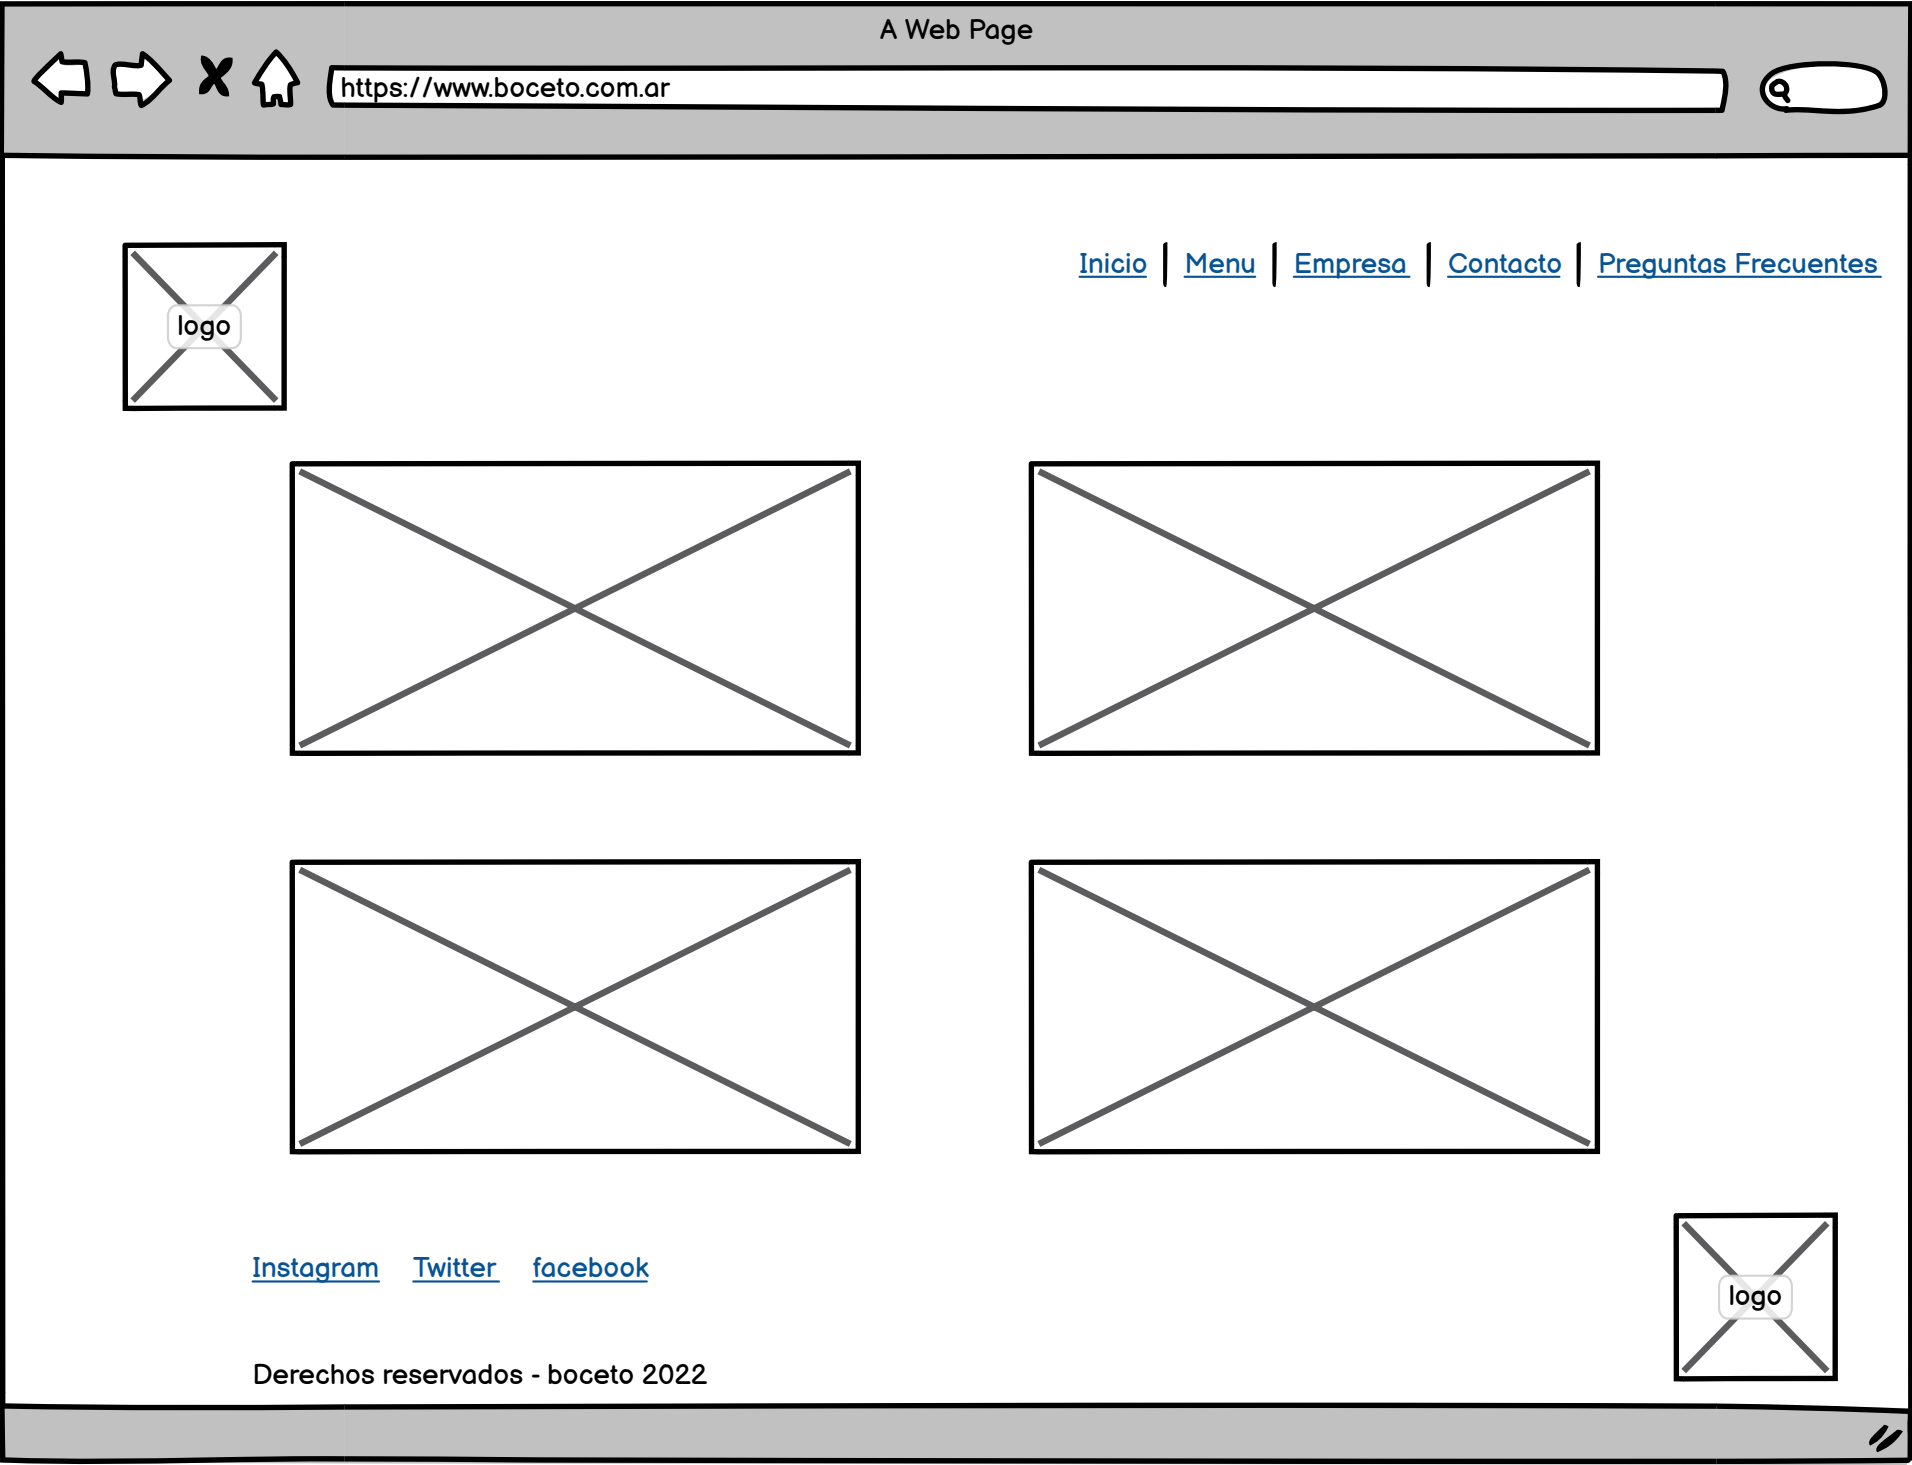 A Web Page
https://www.boceto.com.ar
Inicio Menu Empresa Contacto Preguntas Frecuentes
logo
Instagram Twitter facebook
logo
Derechos reservados - boceto 2022